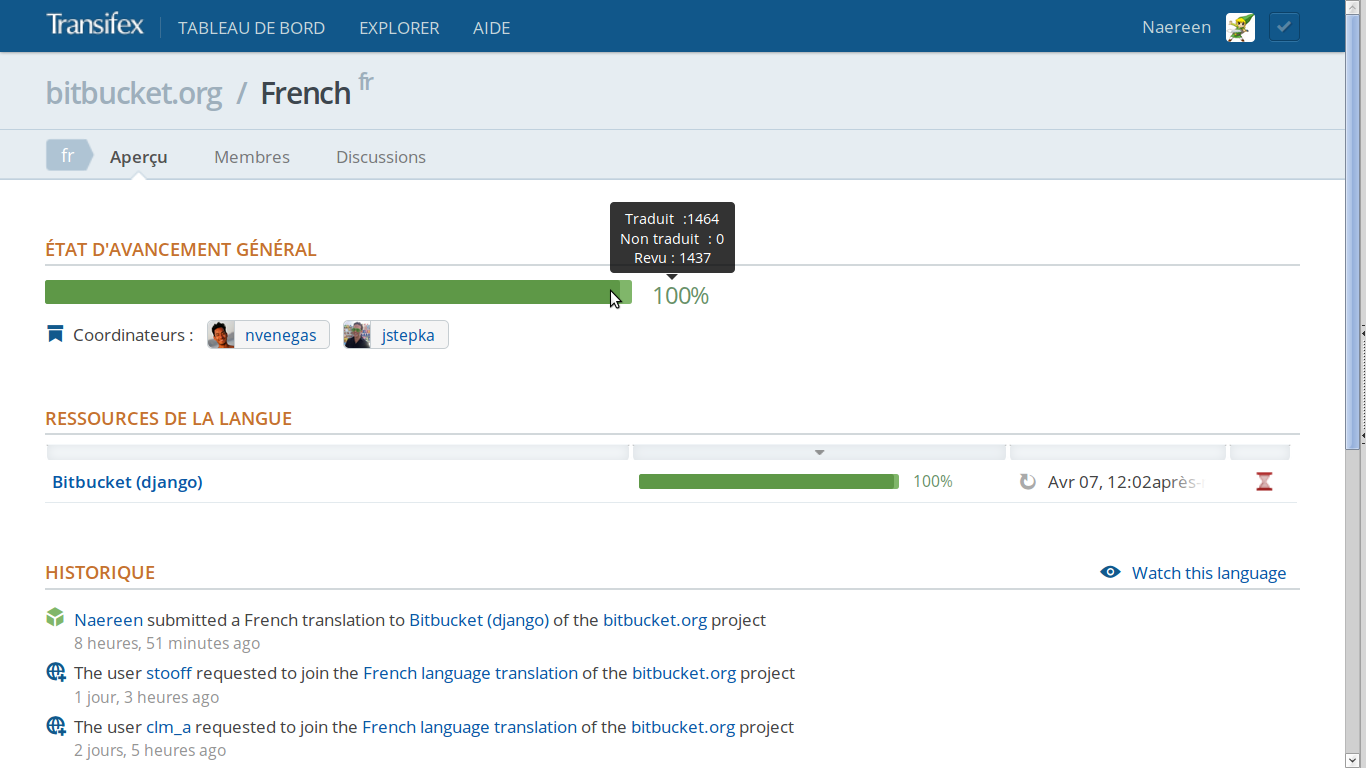 Transifex TABLEAU DE BORD EXPLORER AIDE Naereen
bitbucket.org / French fr
fr Aperçu Membres Discussions
Traduit :1464
Non traduit : 0
Revu : 1437
ÉTAT D'AVANCEMENT GÉNÉRAL
100%
Coordinateurs : nvenegas jstepka
RESSOURCES DE LA LANGUE
Bitbucket (django) 100% Avr 07, 12:02après-
HISTORIQUE Watch this language
Naereen submitted a French translation to Bitbucket (django) of the bitbucket.org project
8 heures, 51 minutes ago
The user stooff requested to join the French language translation of the bitbucket.org project
1 jour, 3 heures ago
The user clm_a requested to join the French language translation of the bitbucket.org project
2 jours, 5 heures ago